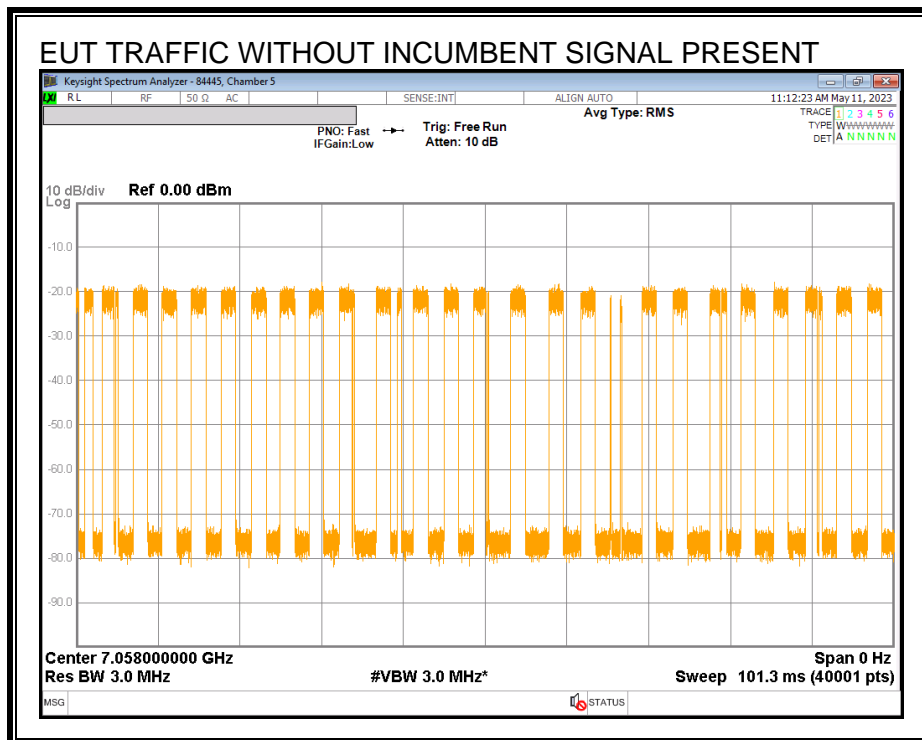 EUT TRAFFIC WITHOUT INCUMBENT SIGNAL PRESENT
Keysight Spectrum Analyzer - 84445, Chamber 5
LXI RL RF 50 Ω AC SENSE:INT ALIGN AUTO 11:12:23 AM May 11, 2023
Avg Type: RMS TRACE 1 2 3 4 5 6
PNO: Fast Trig: Free Run TYPE WWWWWW
IFGain:Low Atten: 10 dB DET A N N N N N
10 dB/div Ref 0.00 dBm
Log
-10.0
-20.0
-30.0
-40.0
-50.0
-60.0
-70.0
-80.0
-90.0
Center 7.058000000 GHz Span 0 Hz
Res BW 3.0 MHz #VBW 3.0 MHz* Sweep 101.3 ms (40001 pts)
MSG STATUS